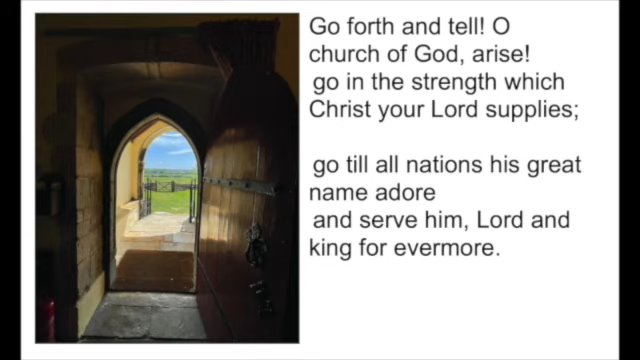 Go forth and tell! O
church of God, arise!
go in the strength which
Christ your Lord supplies;
go till all nations his great
name adore
and serve him, Lord and
king for evermore.